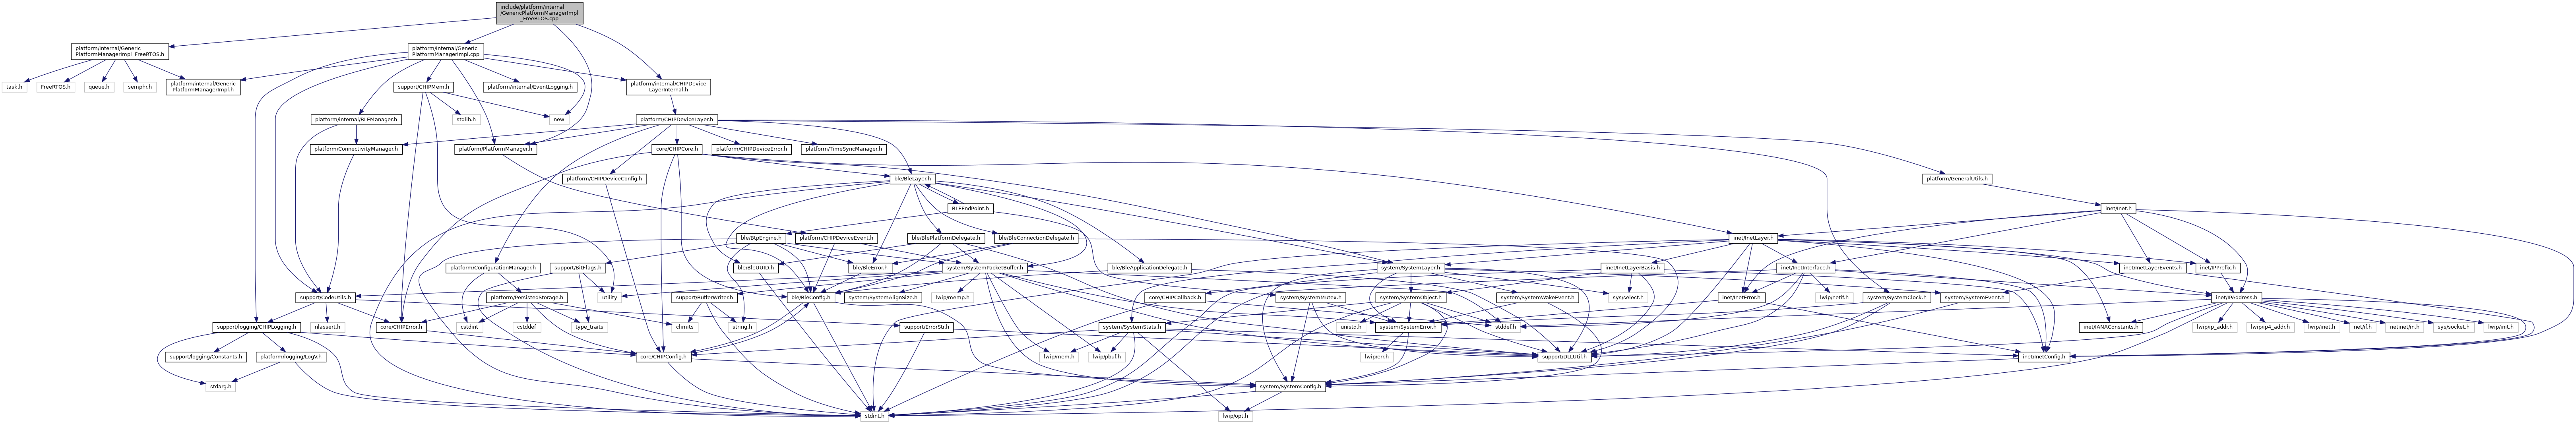 include/platform/internal
/GenericPlatformManagerImpl
_FreeRTOS.cpp
platform/internal/Generic
PlatformManagerImpl_FreeRTOS.h
platform/internal/Generic
PlatformManagerImpl.cpp
task.h
FreeRTOS.h
queue.h
semphr.h
platform/internal/Generic
PlatformManagerImpl.h
support/CHIPMem.h
platform/internal/EventLogging.h
platform/internal/CHIPDevice
LayerInternal.h
platform/internal/BLEManager.h
stdlib.h
new
platform/CHIPDeviceLayer.h
platform/ConnectivityManager.h
platform/PlatformManager.h
core/CHIPCore.h
platform/CHIPDeviceError.h
platform/TimeSyncManager.h
platform/CHIPDeviceConfig.h
ble/BleLayer.h
platform/GeneralUtils.h
BLEEndPoint.h
inet/Inet.h
ble/BtpEngine.h
platform/CHIPDeviceEvent.h
ble/BlePlatformDelegate.h
ble/BleConnectionDelegate.h
inet/InetLayer.h
platform/ConfigurationManager.h
support/BitFlags.h
ble/BleUUID.h
ble/BleError.h
system/SystemPacketBuffer.h
ble/BleApplicationDelegate.h
system/SystemLayer.h
inet/InetLayerBasis.h
inet/InetInterface.h
inet/InetLayerEvents.h
inet/IPPrefix.h
support/CodeUtils.h
platform/PersistedStorage.h
utility
support/BufferWriter.h
ble/BleConfig.h
system/SystemAlignSize.h
lwip/memp.h
core/CHIPCallback.h
system/SystemMutex.h
system/SystemObject.h
system/SystemWakeEvent.h
sys/select.h
inet/InetError.h
lwip/netif.h
system/SystemClock.h
system/SystemEvent.h
inet/IPAddress.h
support/logging/CHIPLogging.h
nlassert.h
core/CHIPError.h
cstdint
cstddef
type_traits
climits
string.h
support/ErrorStr.h
system/SystemStats.h
unistd.h
system/SystemError.h
stddef.h
inet/IANAConstants.h
lwip/ip_addr.h
lwip/ip4_addr.h
lwip/inet.h
net/if.h
netinet/in.h
sys/socket.h
lwip/init.h
support/logging/Constants.h
platform/logging/LogV.h
core/CHIPConfig.h
lwip/mem.h
lwip/pbuf.h
lwip/err.h
support/DLLUtil.h
inet/InetConfig.h
stdarg.h
system/SystemConfig.h
stdint.h
lwip/opt.h